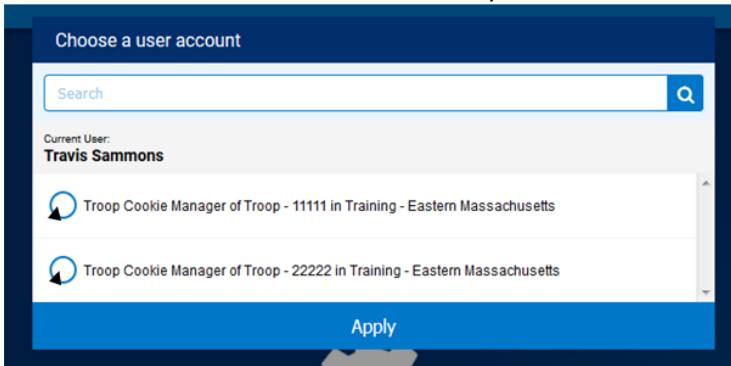 Choose a user account
Search
Current User:
Travis Sammons
Troop Cookie Manager of Troop - 11111 in Training - Eastern Massachusetts
Troop Cookie Manager of Troop - 22222 in Training - Eastern Massachusetts
Apply